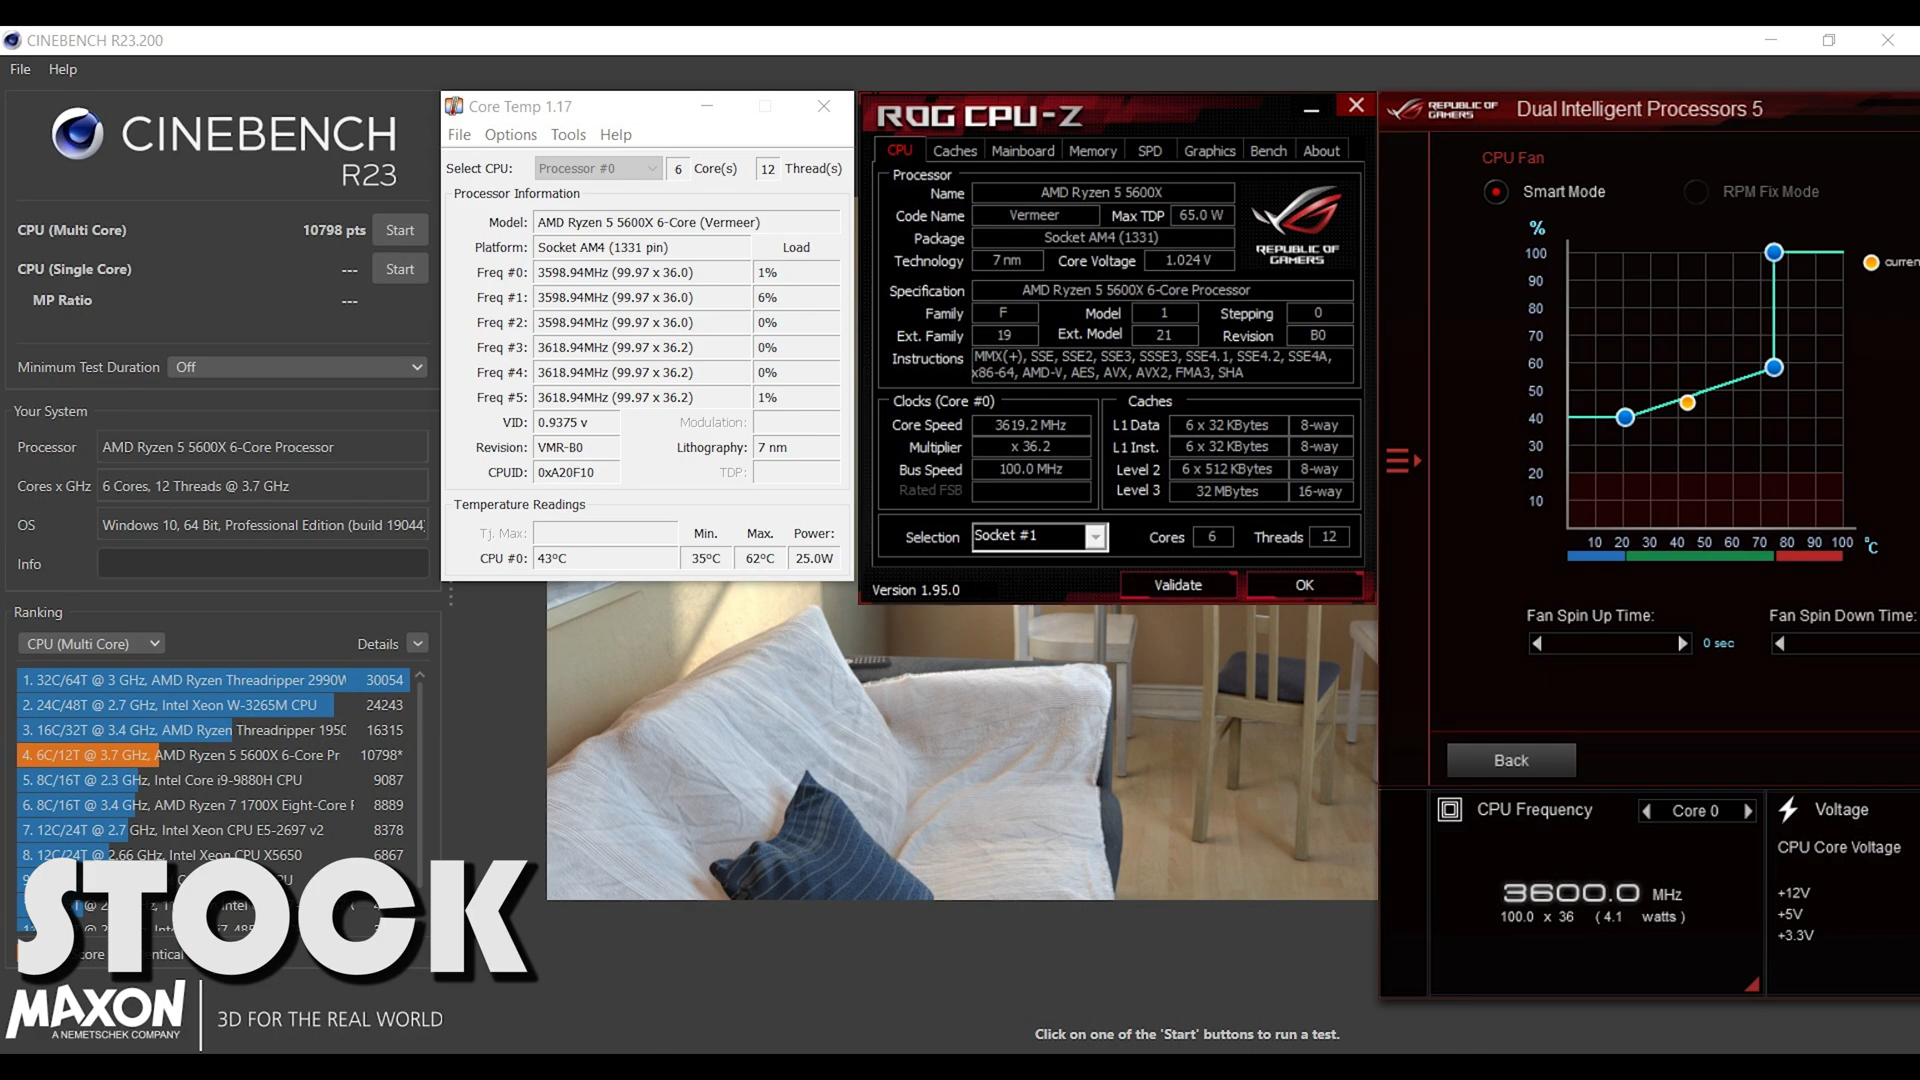 CINEBENCH R23.200
File Help
CINEBENCH
R23
CPU (Multi Core) 10798 pts Start
CPU (Single Core) --- Start
MP Ratio ---
Minimum Test Duration Off
Your System
Processor AMD Ryzen 5 5600X 6-Core Processor
Cores x GHz 6 Cores, 12 Threads @ 3.7 GHz
OS Windows 10, 64 Bit, Professional Edition (build 19044)
Info
Ranking
CPU (Multi Core) Details
1. 32C/64T @ 3 GHz, AMD Ryzen Threadripper 2990W 30054
2. 24C/48T @ 2.7 GHz, Intel Xeon W-3265M CPU 24243
3. 16C/32T @ 3.4 GHz, AMD Ryzen Threadripper 1950 16315
4. 6C/12T @ 3.7 GHz, AMD Ryzen 5 5600X 6-Core Pr 10798*
5. 8C/16T @ 2.3 GHz, Intel Core i9-9880H CPU 9087
6. 8C/16T @ 3.4 GHz, AMD Ryzen 7 1700X Eight-Core 8889
7. 12C/24T @ 2.7 GHz, Intel Xeon CPU E5-2697 v2 8378
8. 12C/24T @ 2.66 GHz, Intel Xeon CPU X5650 6867
STOCK
MAXON
A NEMETSCHEK COMPANY
3D FOR THE REAL WORLD
Click on one of the 'Start' buttons to run a test.
Core Temp 1.17
File Options Tools Help
Select CPU: Processor #0 6 Core(s) 12 Thread(s)
Processor Information
Model: AMD Ryzen 5 5600X 6-Core (Vermeer)
Platform: Socket AM4 (1331 pin) Load
Freq #0: 3598.94MHz (99.97 x 36.0) 1%
Freq #1: 3598.94MHz (99.97 x 36.0) 6%
Freq #2: 3598.94MHz (99.97 x 36.0) 0%
Freq #3: 3618.94MHz (99.97 x 36.2) 0%
Freq #4: 3618.94MHz (99.97 x 36.2) 0%
Freq #5: 3618.94MHz (99.97 x 36.2) 1%
VID: 0.9375 v Modulation:
Revision: VMR-B0 Lithography: 7 nm
CPUID: 0xA20F10 TDP:
Temperature Readings
Tj. Max: Min. Max. Power:
CPU #0: 43°C 35°C 62°C 25.0W
ROG CPU-Z
CPU Caches Mainboard Memory SPD Graphics Bench About
Processor
Name AMD Ryzen 5 5600X
Code Name Vermeer Max TDP 65.0 W
Package Socket AM4 (1331)
Technology 7 nm Core Voltage 1.024 V
REPUBLIC OF
GAMERS
Specification AMD Ryzen 5 5600X 6-Core Processor
Family F Model 1 Stepping 0
Ext. Family 19 Ext. Model 21 Revision B0
Instructions MMX(+), SSE, SSE2, SSE3, SSSE3, SSE4.1, SSE4.2, SSE4A,
x86-64, AMD-V, AES, AVX, AVX2, FMA3, SHA
Clocks (Core #0) Caches
Core Speed 3619.2 MHz L1 Data 6 x 32 KBytes 8-way
Multiplier x 36.2 L1 Inst. 6 x 32 KBytes 8-way
Bus Speed 100.0 MHz Level 2 6 x 512 KBytes 8-way
Rated FSB Level 3 32 MBytes 16-way
Selection Socket #1 Cores 6 Threads 12
Version 1.95.0 Validate OK
REPUBLIC OF
GAMERS
Dual Intelligent Processors 5
CPU Fan
Smart Mode RPM Fix Mode
%
100
90
80
70
60
50
40
30
20
10
10 20 30 40 50 60 70 80 90 100 °C
curren
Fan Spin Up Time: Fan Spin Down Time:
0 sec
Back
CPU Frequency Core 0
3600.0 MHz
100.0 x 36 ( 4.1 watts )
Voltage
CPU Core Voltage
+12V
+5V
+3.3V